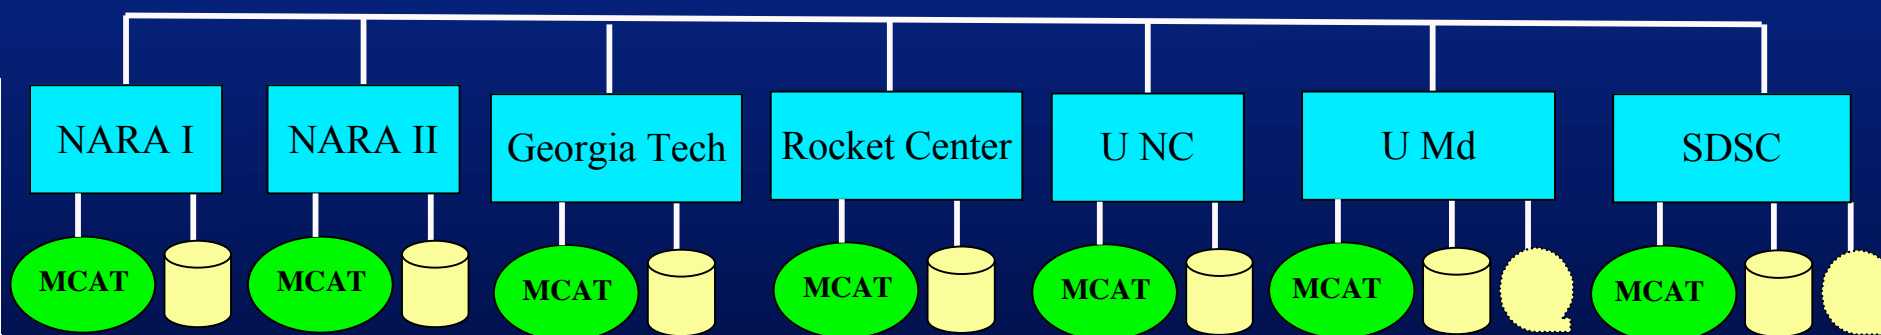 NARA I
NARA II
Georgia Tech
Rocket Center
U NC
U Md
SDSC
MCAT
MCAT
MCAT
MCAT
MCAT
MCAT
MCAT